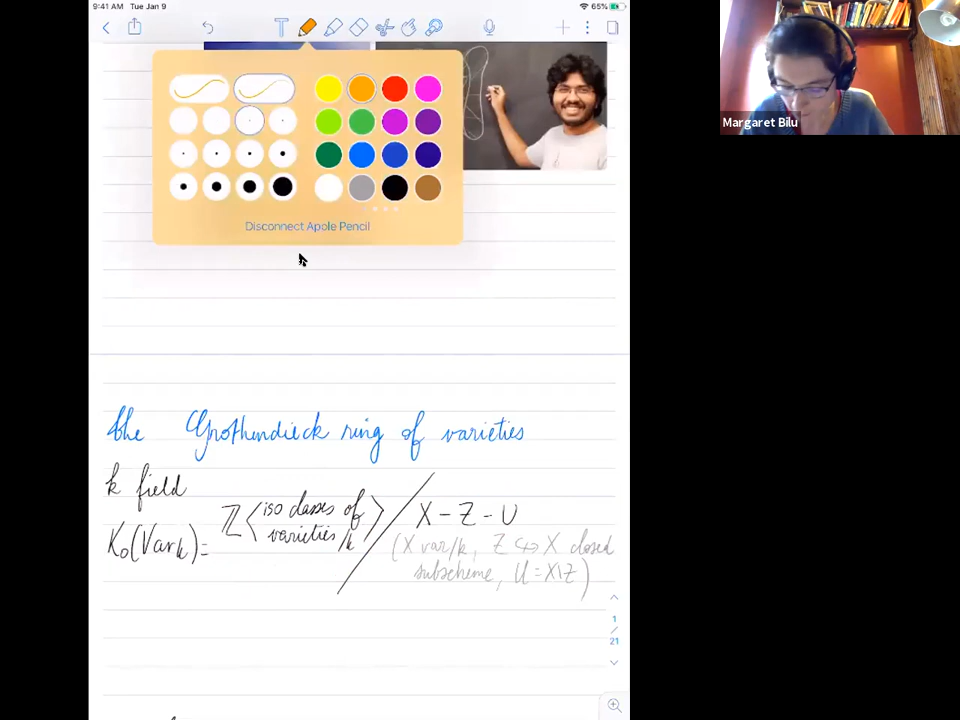 9:41 AM Tue Jan 9
65%
Disconnect Apple Pencil
Margaret Bilu
The Grothendieck ring of varieties
k field
K₀(Var_k) = ℤ⟨iso classes of varieties/k⟩ / X - Z - U
(X var/k, Z ↪ X closed
subscheme, U = X\Z)
1
/
21